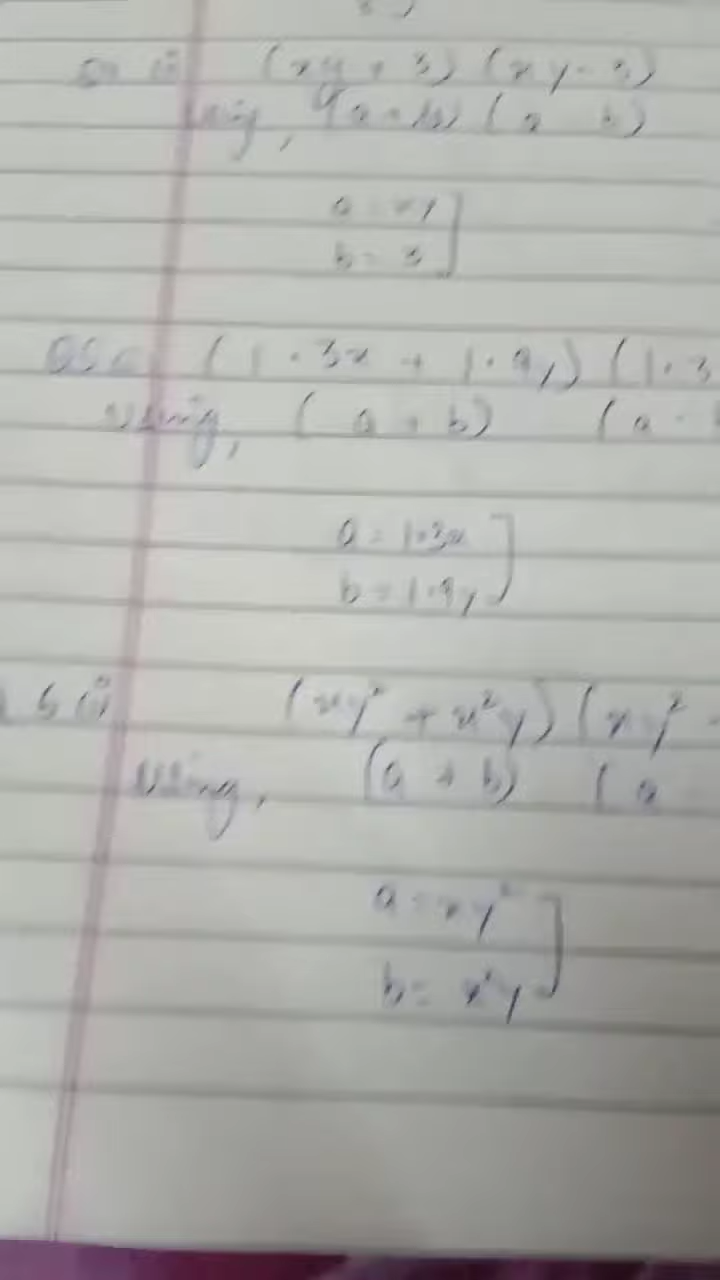 (xy + 3) (xy - 3)
using, (a + b) (a - b)
a = xy
b = 3
(1.3x + 1.9y) (1.3
Using, (a + b) (a -
a = 1.3x
b = 1.9y
(xy² + x²y) (xy² -
using, (a + b) (a -
a = xy²
b = x²y